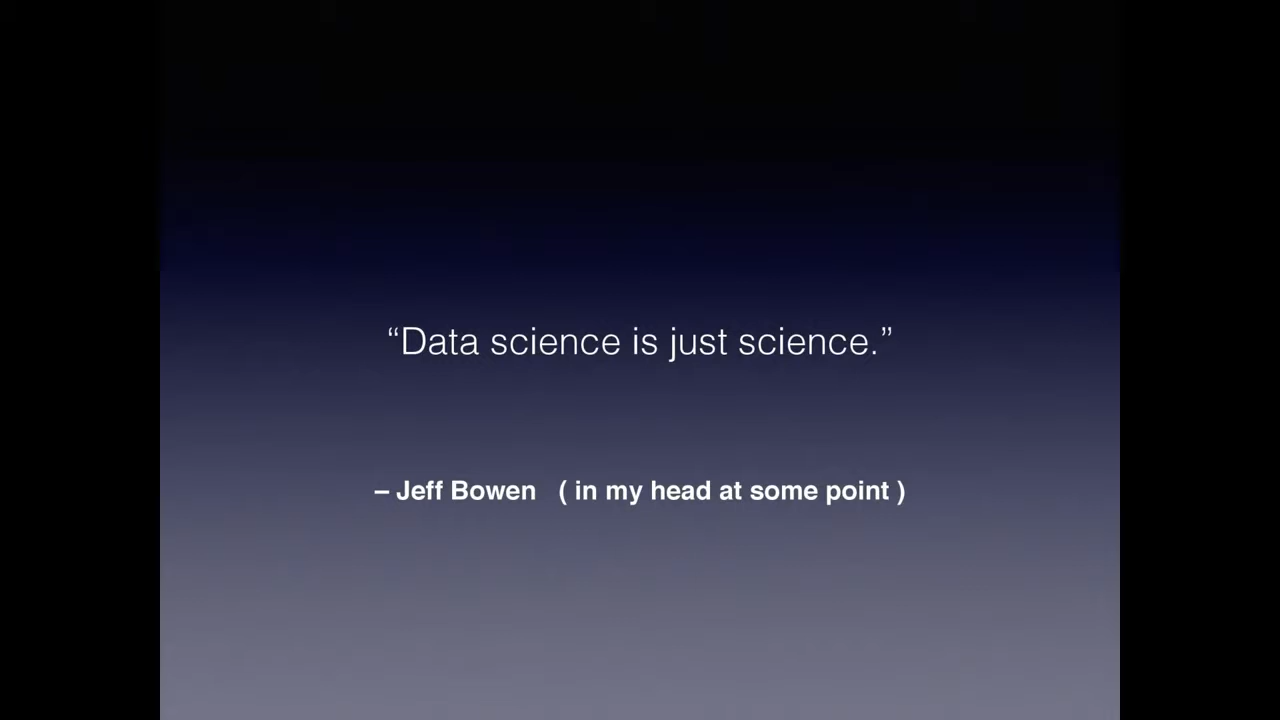 “Data science is just science.”
– Jeff Bowen ( in my head at some point )